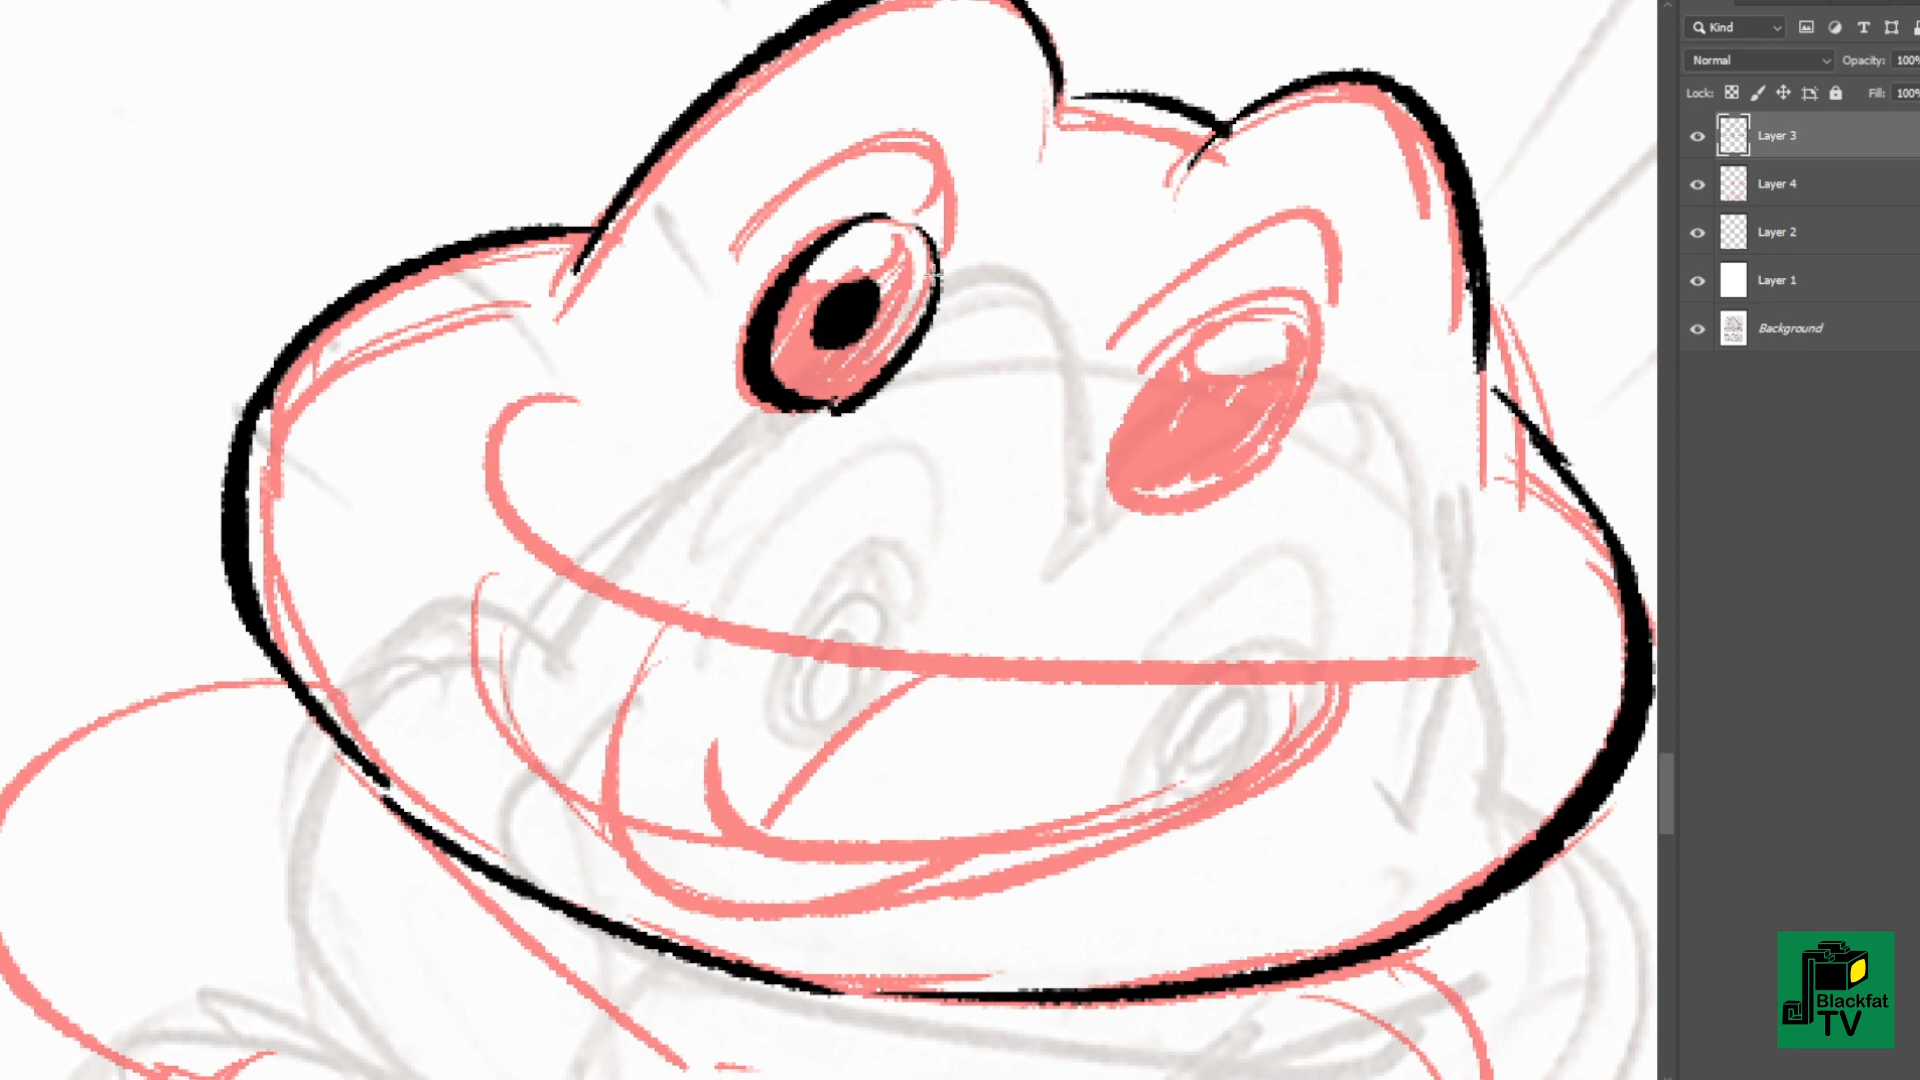 Kind
Normal Opacity: 100%
Lock: Fill: 100%
Layer 3
Layer 4
Layer 2
Layer 1
Background
Blackfat
TV